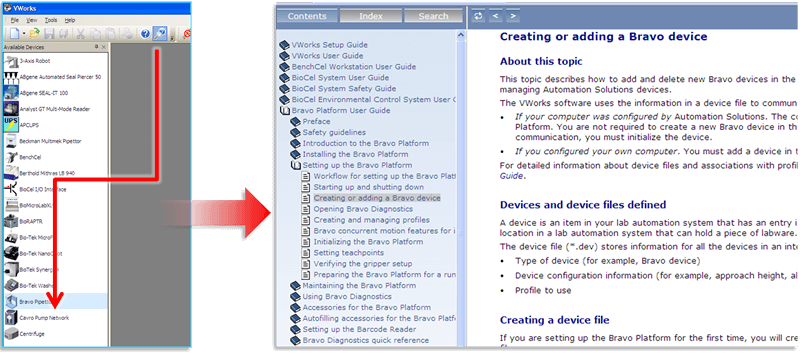 VWorks
File View Tools Help
Available Devices
3-Axis Robot
ABgene Automated Seal Piercer 50
ABgene SEAL-IT 100
Analyst GT Multi-Mode Reader
UPS
APCUPS
Beckman Multimek Pipettor
BenchCel
Berthold Mithras LB 940
BioCel I/O Interface
BioMicroLabXL
BioRAPTR
Bio-Tek
Bio-Tek
BioTek Synergy
Bio-Tek Washer
Bravo
Cavro Pump Network
Centrifuge
Contents Index Search
VWorks Setup Guide
VWorks User Guide
BenchCel Workstation User Guide
BioCel System User Guide
BioCel System Safety Guide
BioCel Environmental Control System User G
Bravo Platform User Guide
Preface
Safety guidelines
Introduction to the Bravo Platform
Installing the Bravo Platform
Setting up the Bravo Platform
Workflow for setting up the Bravo Platf
Starting up and shutting down
Creating or adding a Bravo device
Opening Bravo Diagnostics
Creating and managing profiles
Bravo concurrent motion features for i
Initializing the Bravo Platform
Setting teachpoints
Verifying the gripper setup
Preparing the Bravo Platform for a run
Maintaining the Bravo Platform
Using Bravo Diagnostics
Accessories for the Bravo Platform
Autofilling accessories for the Bravo Platform
Setting up the Barcode Reader
Bravo Diagnostics quick reference
Creating or adding a Bravo device
About this topic
This topic describes how to add and delete new Bravo devices in the
managing Automation Solutions devices.
The VWorks software uses the information in a device file to commun
• If your computer was configured by Automation Solutions. The co
Platform. You are not required to create a new Bravo device in th
communication, you must initialize the device.
• If you configured your own computer. You must add a device in t
For detailed information about device files and associations with profil
Guide.
Devices and device files defined
A device is an item in your lab automation system that has an entry i
location in a lab automation system that can hold a piece of labware.
The device file (*.dev) stores information for all the devices in an inte
• Type of device (for example, Bravo device)
• Device configuration information (for example, approach height, al
• Profile to use
Creating a device file
If you are setting up the Bravo Platform for the first time, you will cre